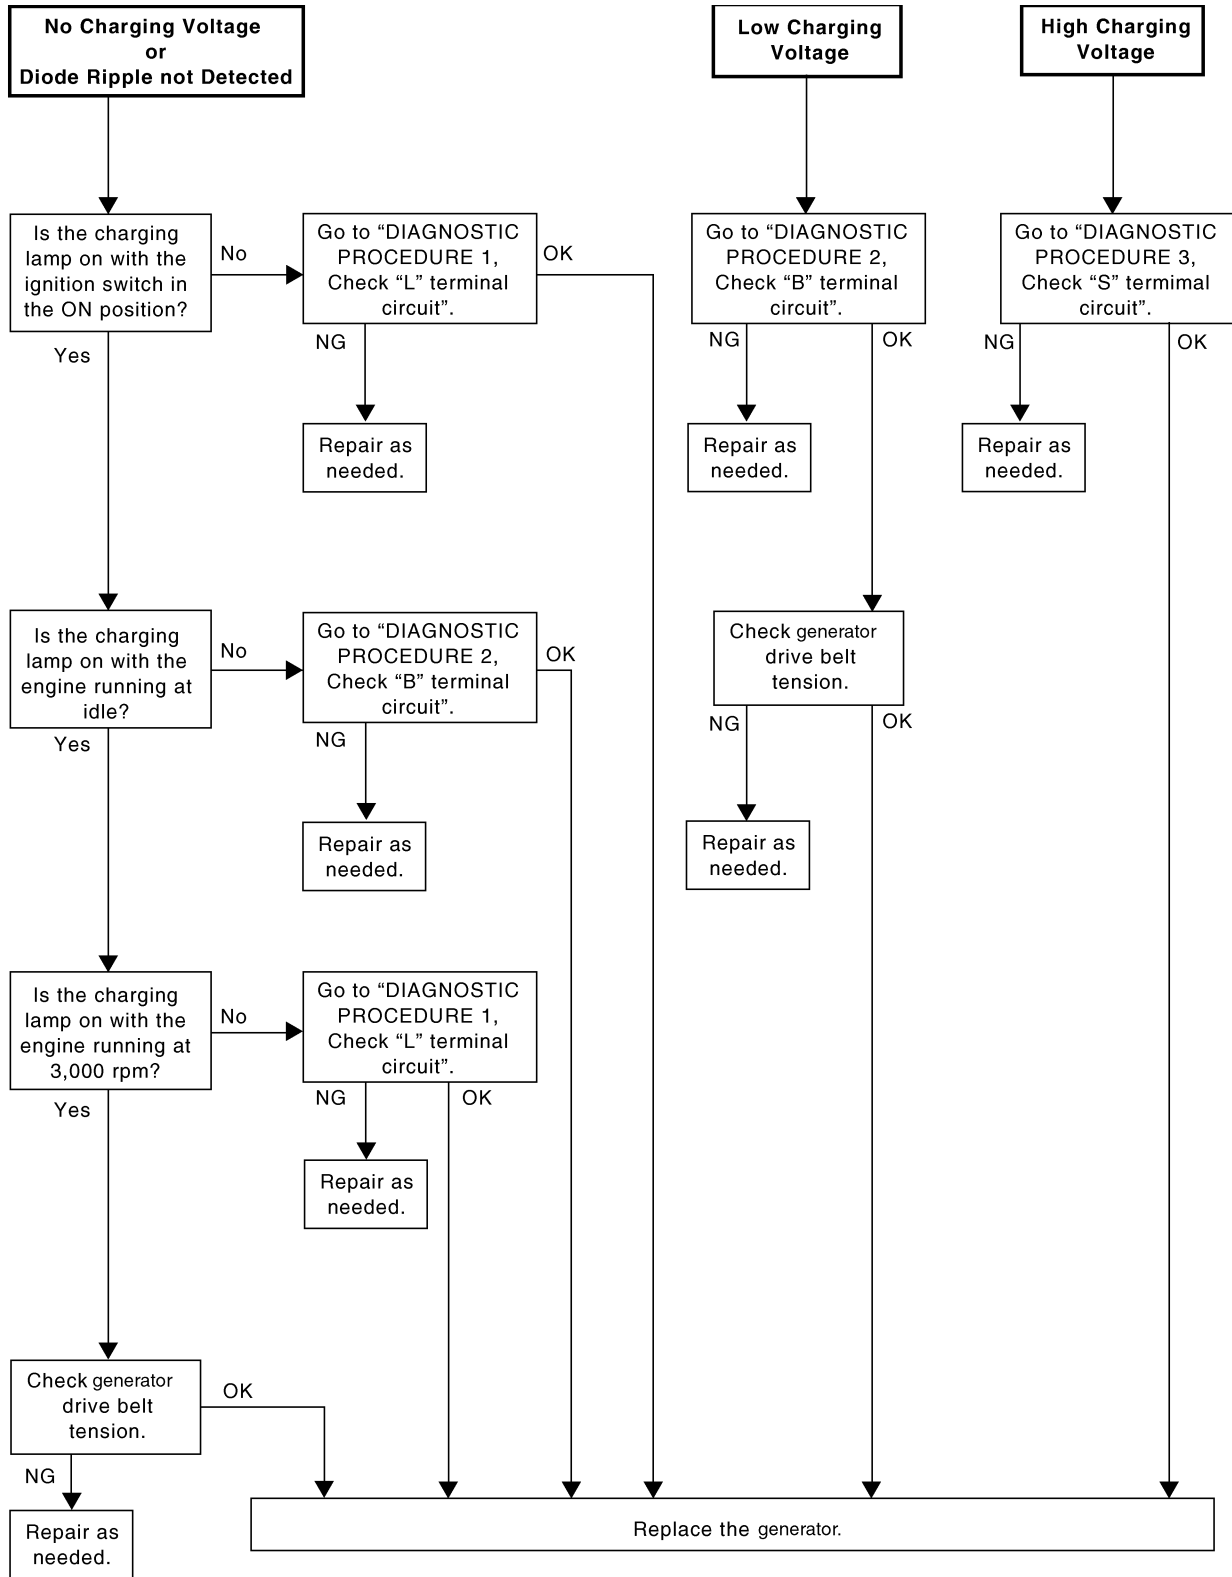 No Charging Voltage
or
Diode Ripple not Detected
Low Charging
Voltage
High Charging
Voltage
Is the charging
lamp on with the
ignition switch in
the ON position?
No
Yes
Go to “DIAGNOSTIC
PROCEDURE 1,
Check “L” terminal
circuit”.
OK
NG
Repair as
needed.
Go to “DIAGNOSTIC
PROCEDURE 2,
Check “B” terminal
circuit”.
NG
OK
Repair as
needed.
Go to “DIAGNOSTIC
PROCEDURE 3,
Check “S” termimal
circuit”.
NG
OK
Repair as
needed.
Is the charging
lamp on with the
engine running at
idle?
No
Yes
Go to “DIAGNOSTIC
PROCEDURE 2,
Check “B” terminal
circuit”.
OK
NG
Repair as
needed.
Check generator
drive belt
tension.
NG
OK
Repair as
needed.
Is the charging
lamp on with the
engine running at
3,000 rpm?
No
Yes
Go to “DIAGNOSTIC
PROCEDURE 1,
Check “L” terminal
circuit”.
NG
OK
Repair as
needed.
Check generator
drive belt
tension.
OK
NG
Repair as
needed.
Replace the generator.